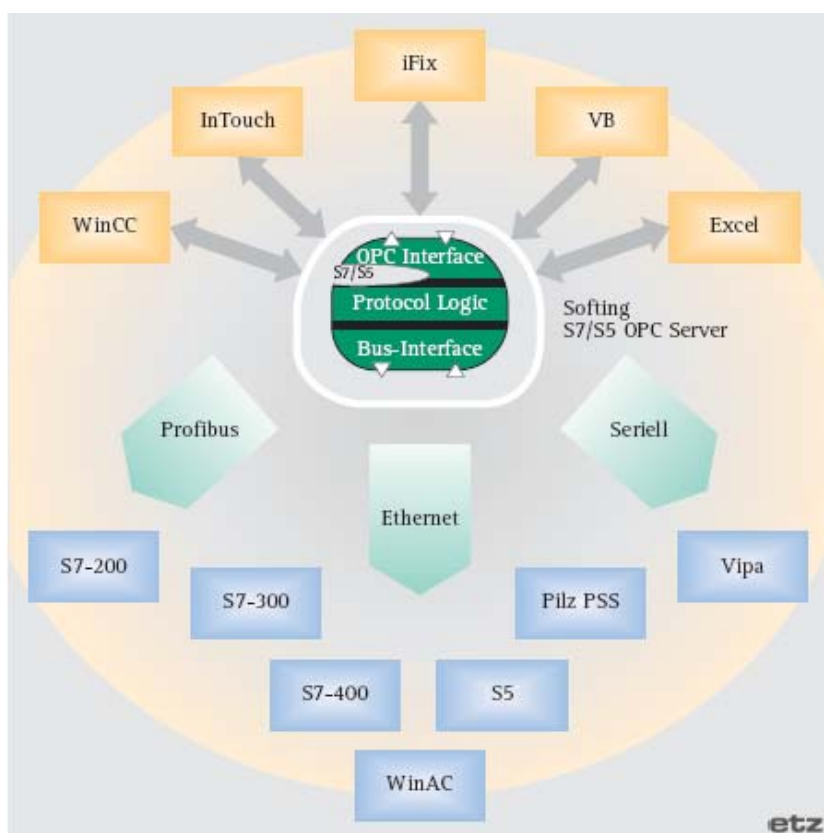 iFix
InTouch
VB
WinCC
Excel
OPC Interface
S7/S5
Protocol Logic
Bus-Interface
Softing
S7/S5 OPC Server
Profibus
Seriell
Ethernet
S7-200
Vipa
S7-300
Pilz PSS
S7-400
S5
WinAC
etz